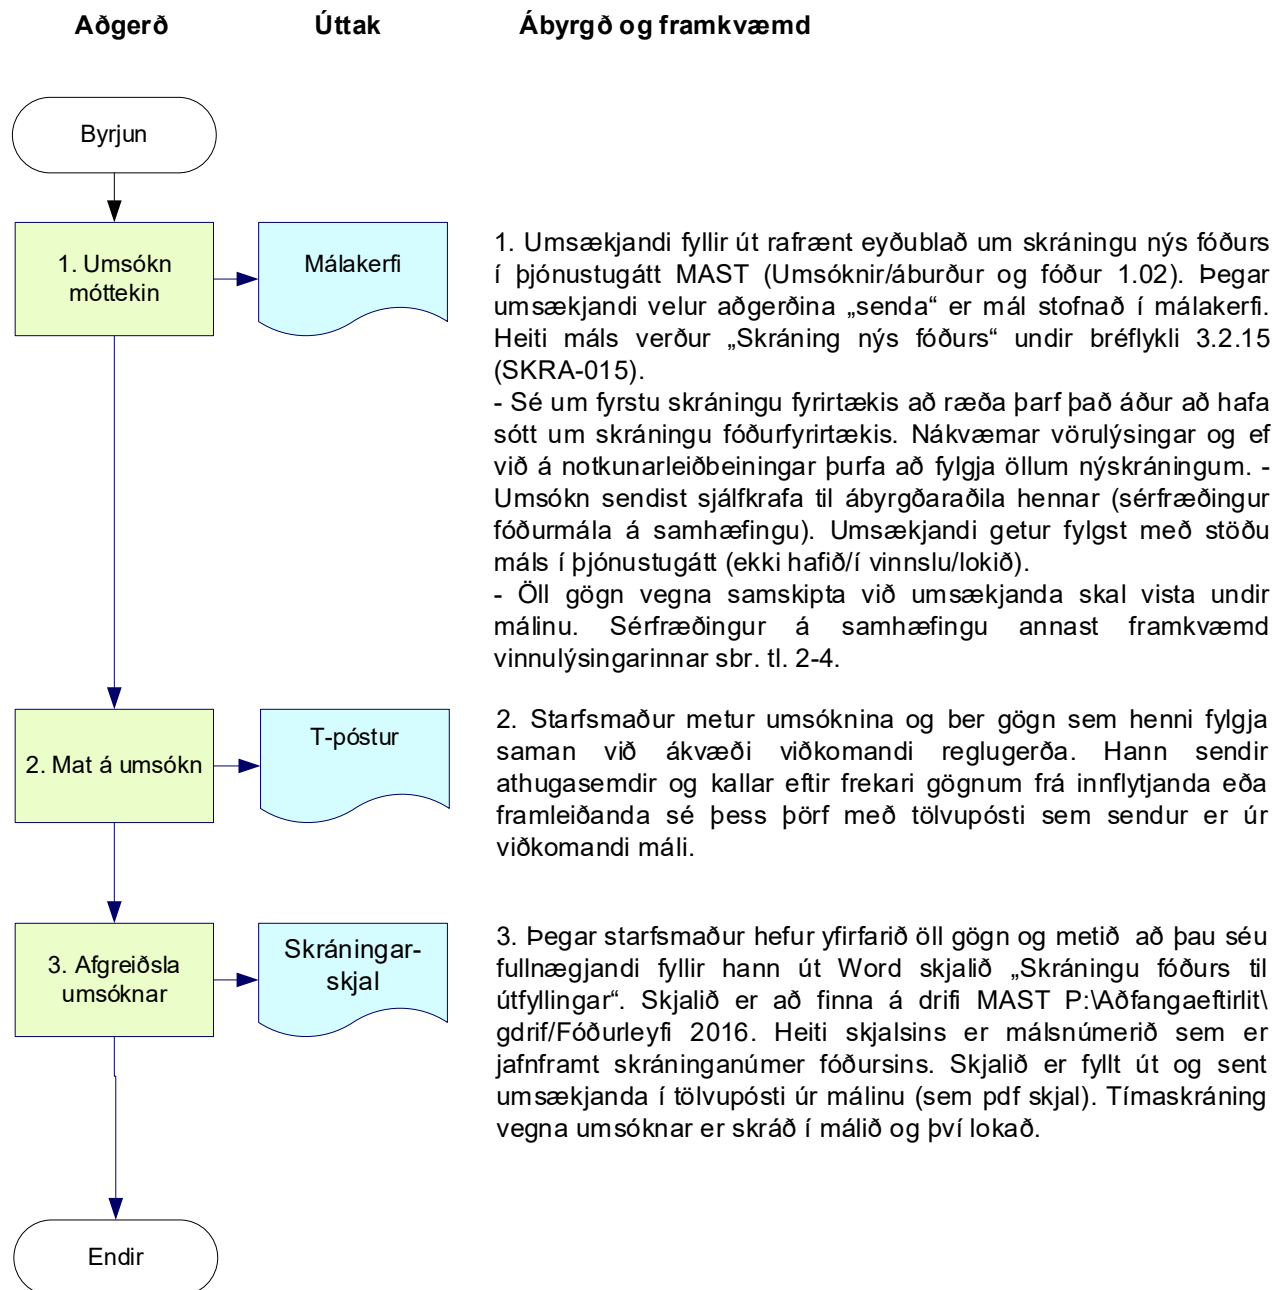 Aðgerð Úttak Ábyrgð og framkvæmd
Byrjun
1. Umsókn
móttekin
Málakerfi
1. Umsækjandi fyllir út rafrænt eyðublað um skráningu nýs fóðurs
í þjónustugátt MAST (Umsóknir/áburður og fóður 1.02). Þegar
umsækjandi velur aðgerðina „senda“ er mál stofnað í málakerfi.
Heiti máls verður „Skráning nýs fóðurs“ undir bréflykli 3.2.15
(SKRA-015).
- Sé um fyrstu skráningu fyrirtækis að ræða þarf það áður að hafa
sótt um skráningu fóðurfyrirtækis. Nákvæmar vörulýsingar og ef
við á notkunarleiðbeiningar þurfa að fylgja öllum nýskráningum. -
Umsókn sendist sjálfkrafa til ábyrgðaraðila hennar (sérfræðingur
fóðurmála á samhæfingu). Umsækjandi getur fylgst með stöðu
máls í þjónustugátt (ekki hafið/í vinnslu/lokið).
- Öll gögn vegna samskipta við umsækjanda skal vista undir
málinu. Sérfræðingur á samhæfingu annast framkvæmd
vinnulýsingarinnar sbr. tl. 2-4.
2. Mat á umsókn
T-póstur
2. Starfsmaður metur umsóknina og ber gögn sem henni fylgja
saman við ákvæði viðkomandi reglugerða. Hann sendir
athugasemdir og kallar eftir frekari gögnum frá innflytjanda eða
framleiðanda sé þess þörf með tölvupósti sem sendur er úr
viðkomandi máli.
3. Afgreiðsla
umsóknar
Skráningar-
skjal
3. Þegar starfsmaður hefur yfirfarið öll gögn og metið að þau séu
fullnægjandi fyllir hann út Word skjalið „Skráningu fóðurs til
útfyllingar“. Skjalið er að finna á drifi MAST P:\Aðfangaeftirlit\
gdrif/Fóðurleyfi 2016. Heiti skjalsins er málsnúmerið sem er
jafnframt skráninganúmer fóðursins. Skjalið er fyllt út og sent
umsækjanda í tölvupósti úr málinu (sem pdf skjal). Tímaskráning
vegna umsóknar er skráð í málið og því lokað.
Endir